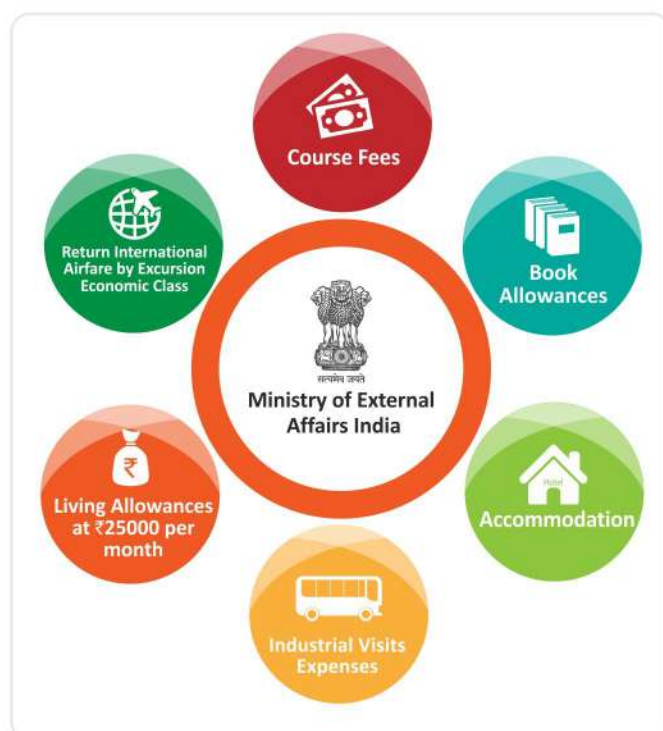 Course Fees
Book
Allowances
Hotel
Accommodation
Industrial Visits
Expenses
₹
Living Allowances
at ₹25000 per
month
Return International
Airfare by Excursion
Economic Class
सत्यमेव जयते
Ministry of External
Affairs India